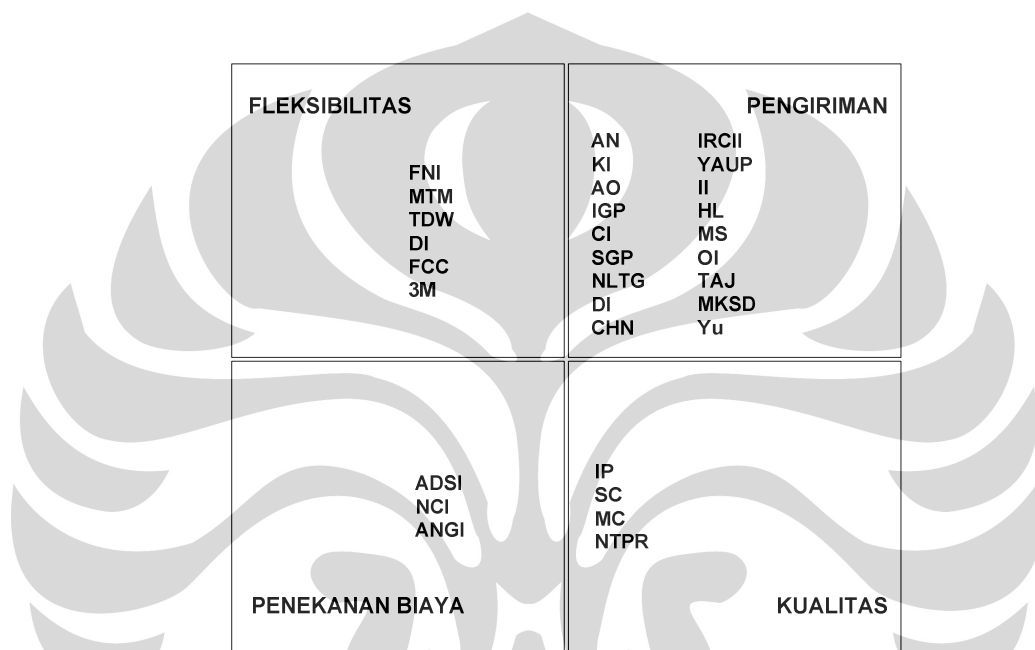 FLEKSIBILITAS
FNI
MTM
TDW
DI
FCC
3M
PENGIRIMAN
AN IRCII
KI YAUP
AO II
IGP HL
CI MS
SGP OI
NLTG TAJ
DI MKSD
CHN Yu
ADSI
NCI
ANGI
PENEKANAN BIAYA
IP
SC
MC
NTPR
KUALITAS